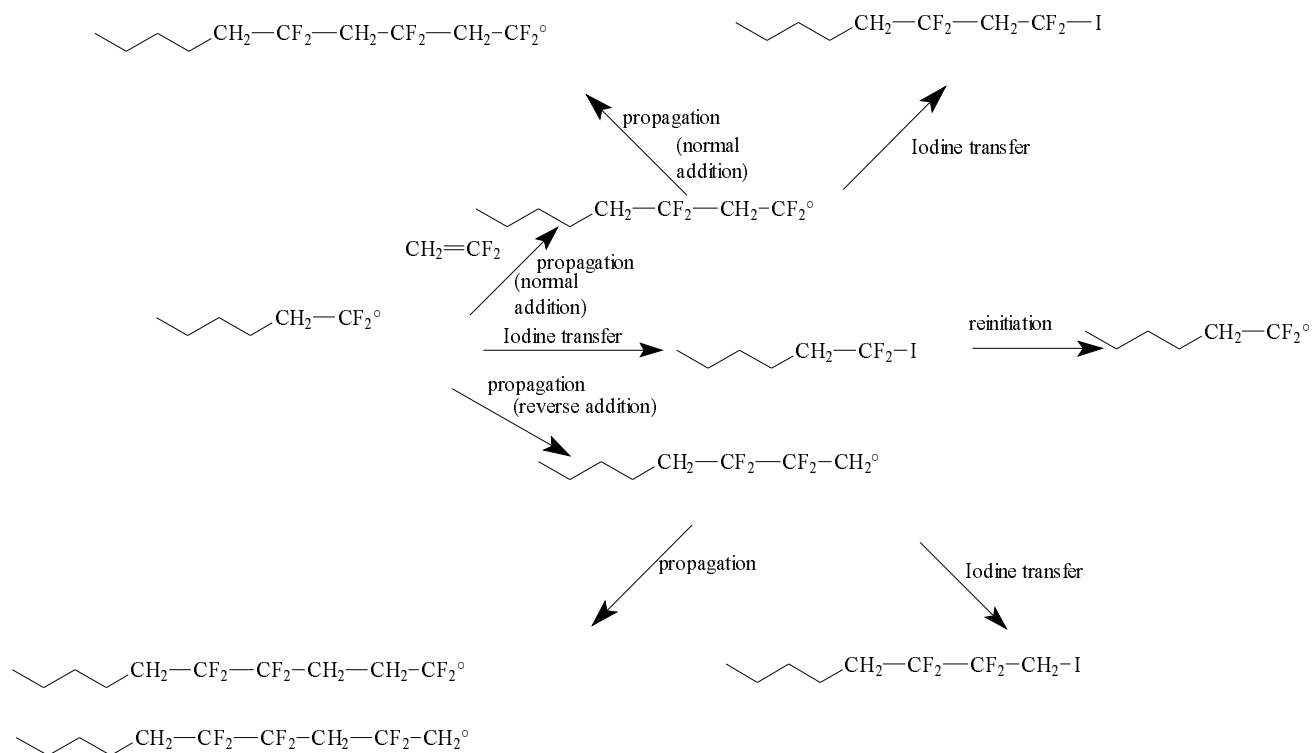 CH₂—CF₂—CH₂—CF₂—CH₂—CF₂°
CH₂—CF₂—CH₂—CF₂—I
propagation
(normal
addition)
Iodine transfer
CH₂—CF₂—CH₂—CF₂°
CH₂=CF₂
propagation
(normal
addition)
CH₂—CF₂°
Iodine transfer
CH₂—CF₂—I
reinitiation
CH₂—CF₂°
propagation
(reverse addition)
CH₂—CF₂—CF₂—CH₂°
propagation
Iodine transfer
CH₂—CF₂—CF₂—CH₂—CH₂—CF₂°
CH₂—CF₂—CF₂—CH₂—I
CH₂—CF₂—CF₂—CH₂—CF₂—CH₂°